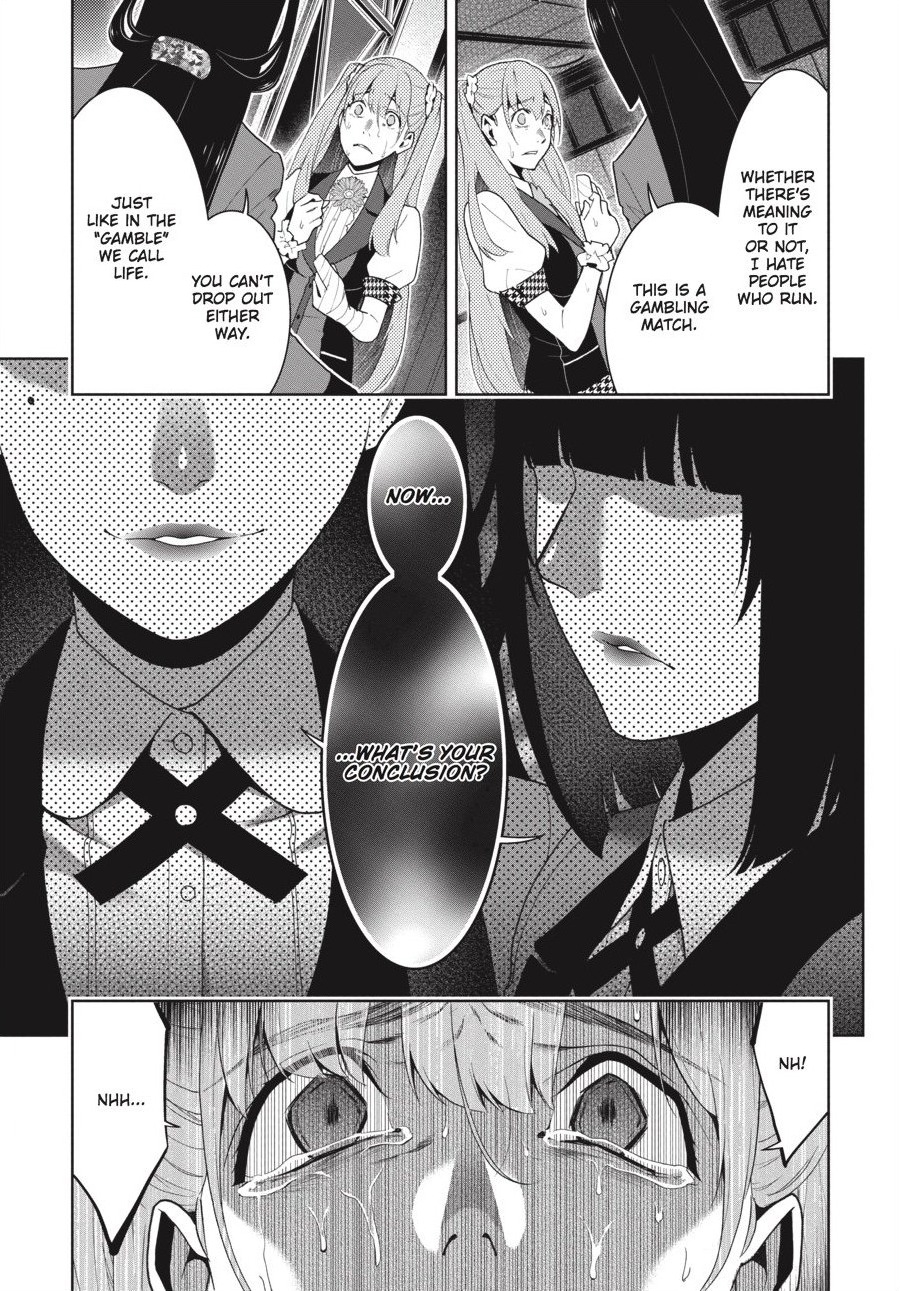 WHETHER
THERE'S
MEANING
TO IT
OR NOT,
I HATE
PEOPLE
WHO RUN.
THIS IS A
GAMBLING
MATCH.
JUST
LIKE IN THE
"GAMBLE"
WE CALL
LIFE.
YOU CAN'T
DROP OUT
EITHER
WAY.
NOW...
...WHAT'S YOUR
CONCLUSION?
NH!
NHH...